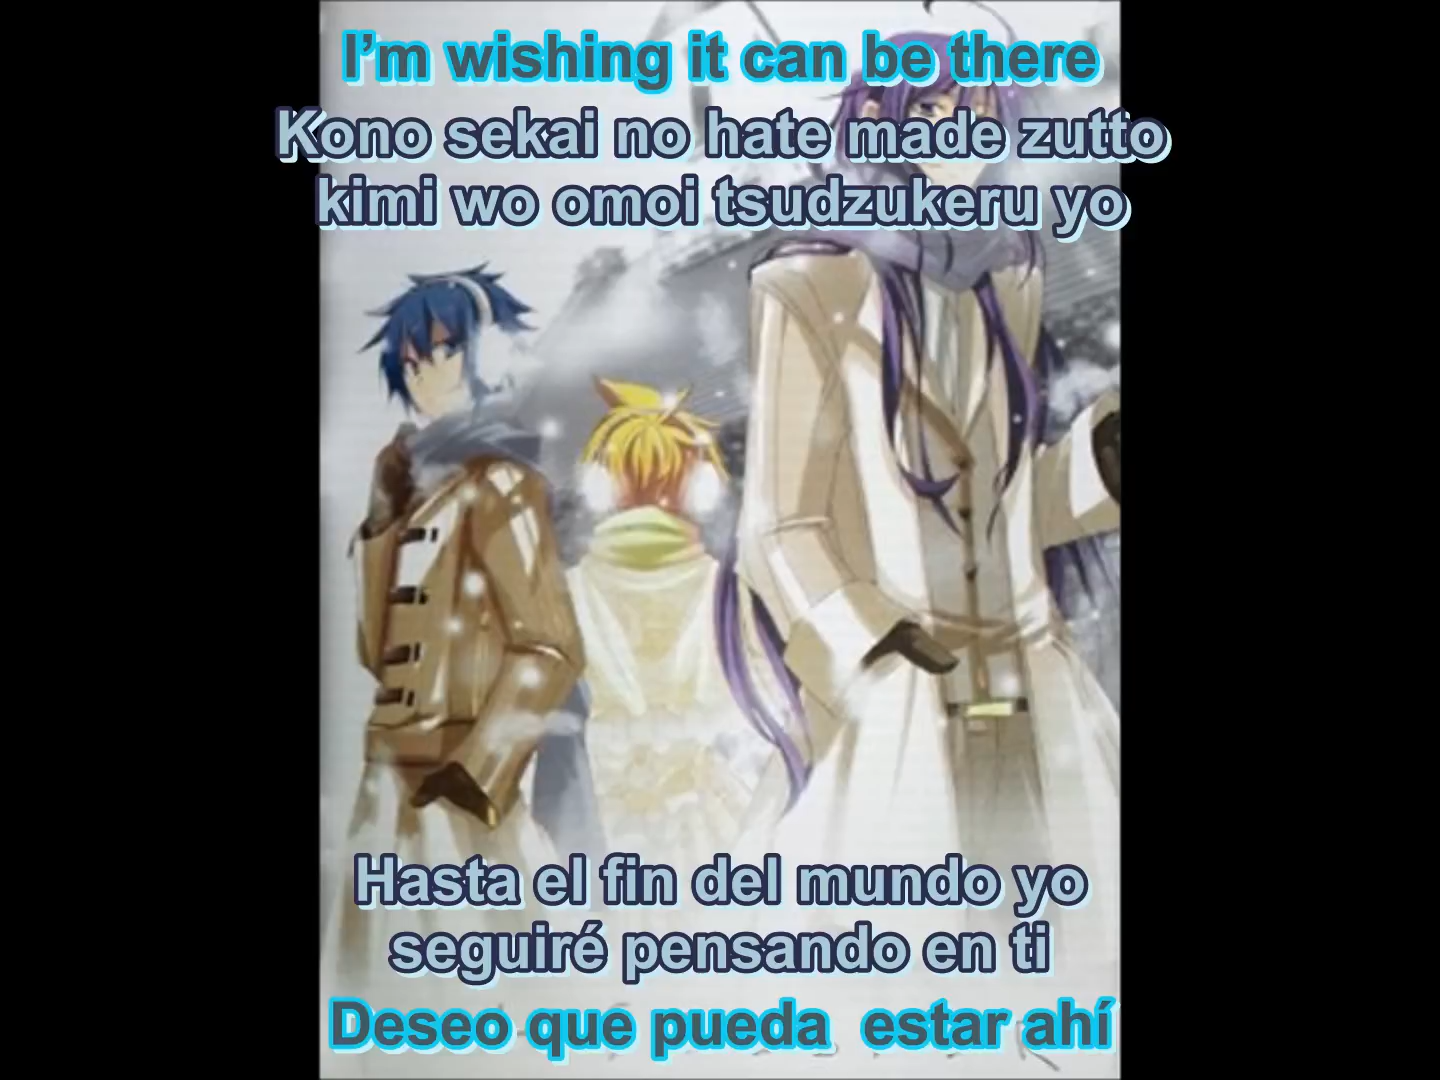 I’m wishing it can be there
Kono sekai no hate made zutto
kimi wo omoi tsudzukeru yo
Hasta el fin del mundo yo
seguiré pensando en ti
Deseo que pueda  estar ahí